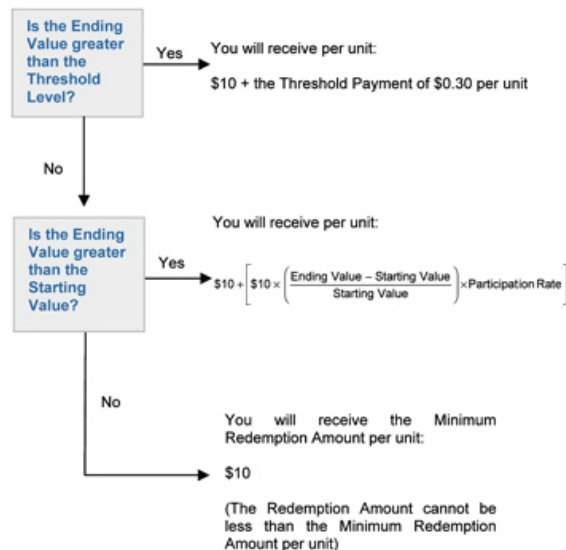 Is the Ending
Value greater
than the
Threshold
Level?
Yes
You will receive per unit:
$10 + the Threshold Payment of $0.30 per unit
No
Is the Ending
Value greater
than the
Starting
Value?
Yes
You will receive per unit:
$10 + [ $10 × ( Ending Value – Starting Value / Starting Value ) ×Participation Rate ]
No
You will receive the Minimum
Redemption Amount per unit:
$10
(The Redemption Amount cannot be
less than the Minimum Redemption
Amount per unit)